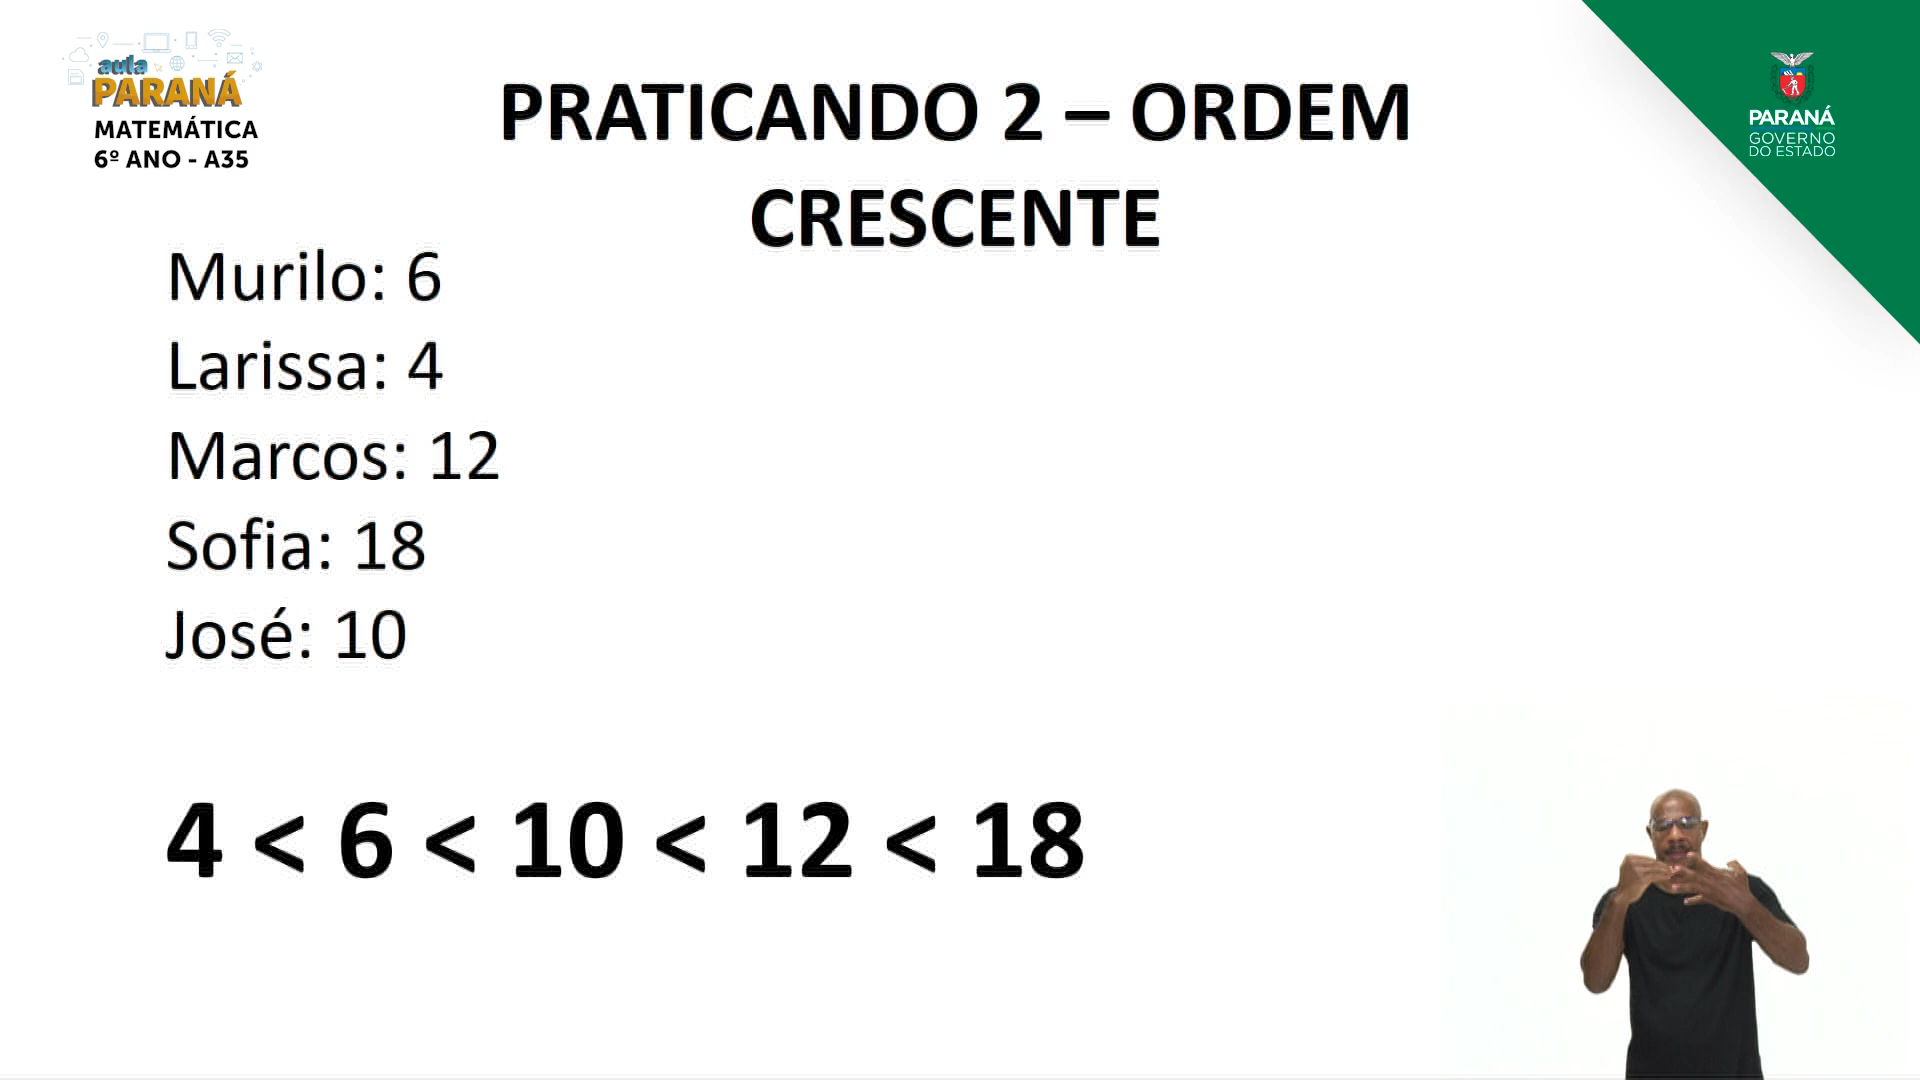 aula
PARANÁ
MATEMÁTICA
6º ANO - A35
PRATICANDO 2 – ORDEM
CRESCENTE
PARANÁ
GOVERNO
DO ESTADO
Murilo: 6
Larissa: 4
Marcos: 12
Sofia: 18
José: 10
4 < 6 < 10 < 12 < 18